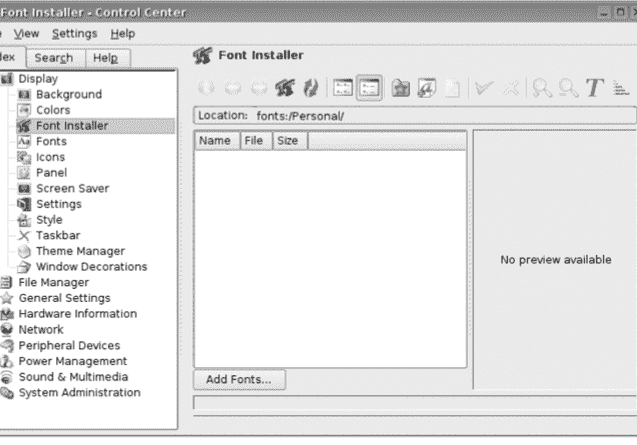 Font Installer - Control Center
View Settings Help
Search Help
Font Installer
Display
Background
Colors
Font Installer
Fonts
Icons
Panel
Screen Saver
Settings
Style
Taskbar
Theme Manager
Window Decorations
File Manager
General Settings
Hardware Information
Network
Peripheral Devices
Power Management
Sound & Multimedia
System Administration
Location: fonts:/Personal/
Name File Size
No preview available
Add Fonts...